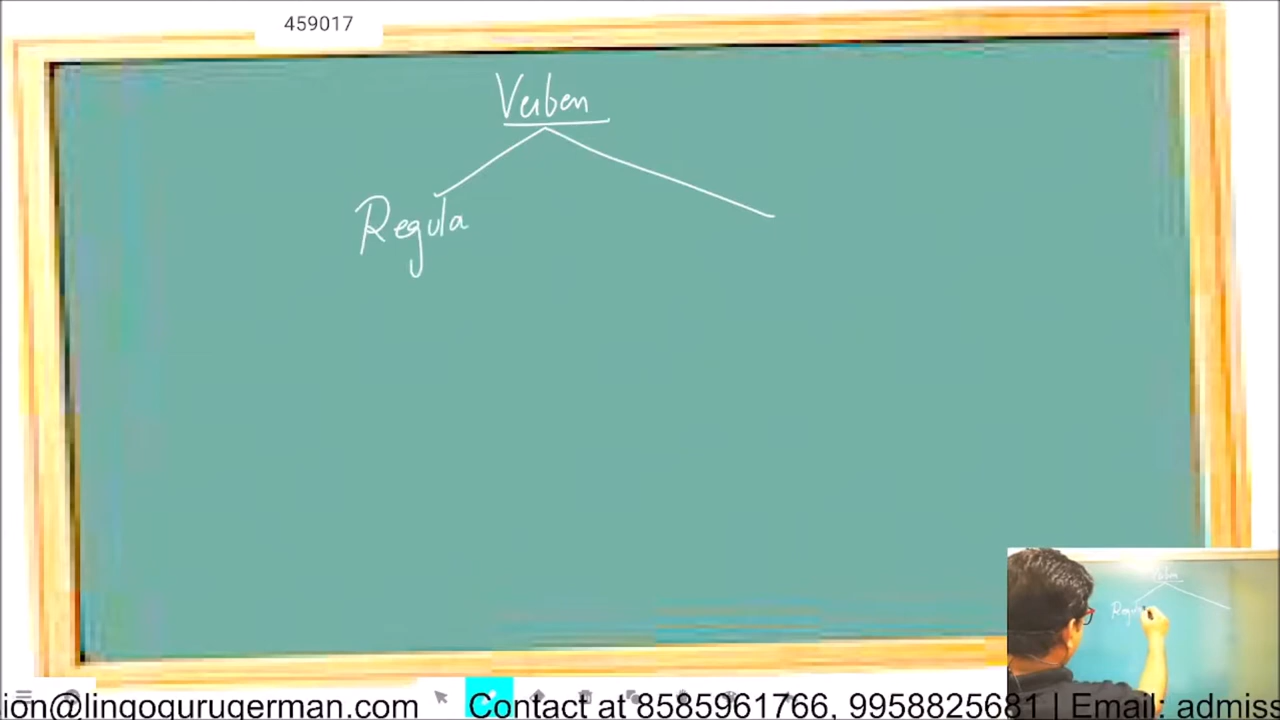 459017
Verben
Regula
ion@lingogurugerman.com Contact at 8585961766, 9958825681 | Email: admiss